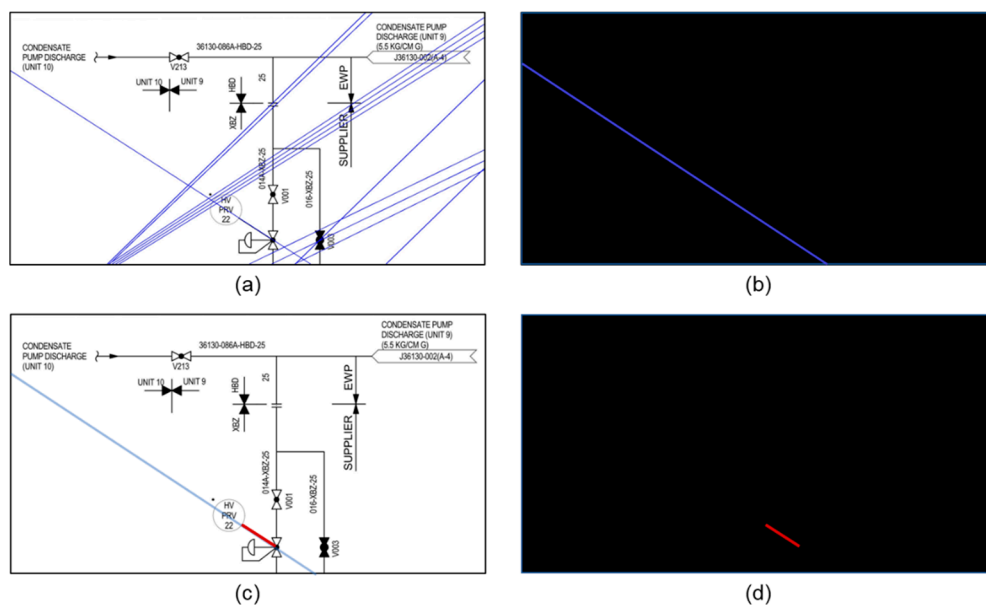 CONDENSATE PUMP
DISCHARGE (UNIT 9)
(5.5 KG/CM G)
J36130-002(A-4)
CONDENSATE
PUMP DISCHARGE
(UNIT 10)
36130-086A-HBD-25
V213
UNIT 10
UNIT 9
HBD
XBZ
25
EWP
SUPPLIER
014A-XBZ-25
016-XBZ-25
V001
HV
PRV
22
V003
(a)
(b)
CONDENSATE PUMP
DISCHARGE (UNIT 9)
(5.5 KG/CM G)
J36130-002(A-4)
CONDENSATE
PUMP DISCHARGE
(UNIT 10)
36130-086A-HBD-25
V213
UNIT 10
UNIT 9
HBD
XBZ
25
EWP
SUPPLIER
014A-XBZ-25
016-XBZ-25
V001
HV
PRV
22
V003
(c)
(d)